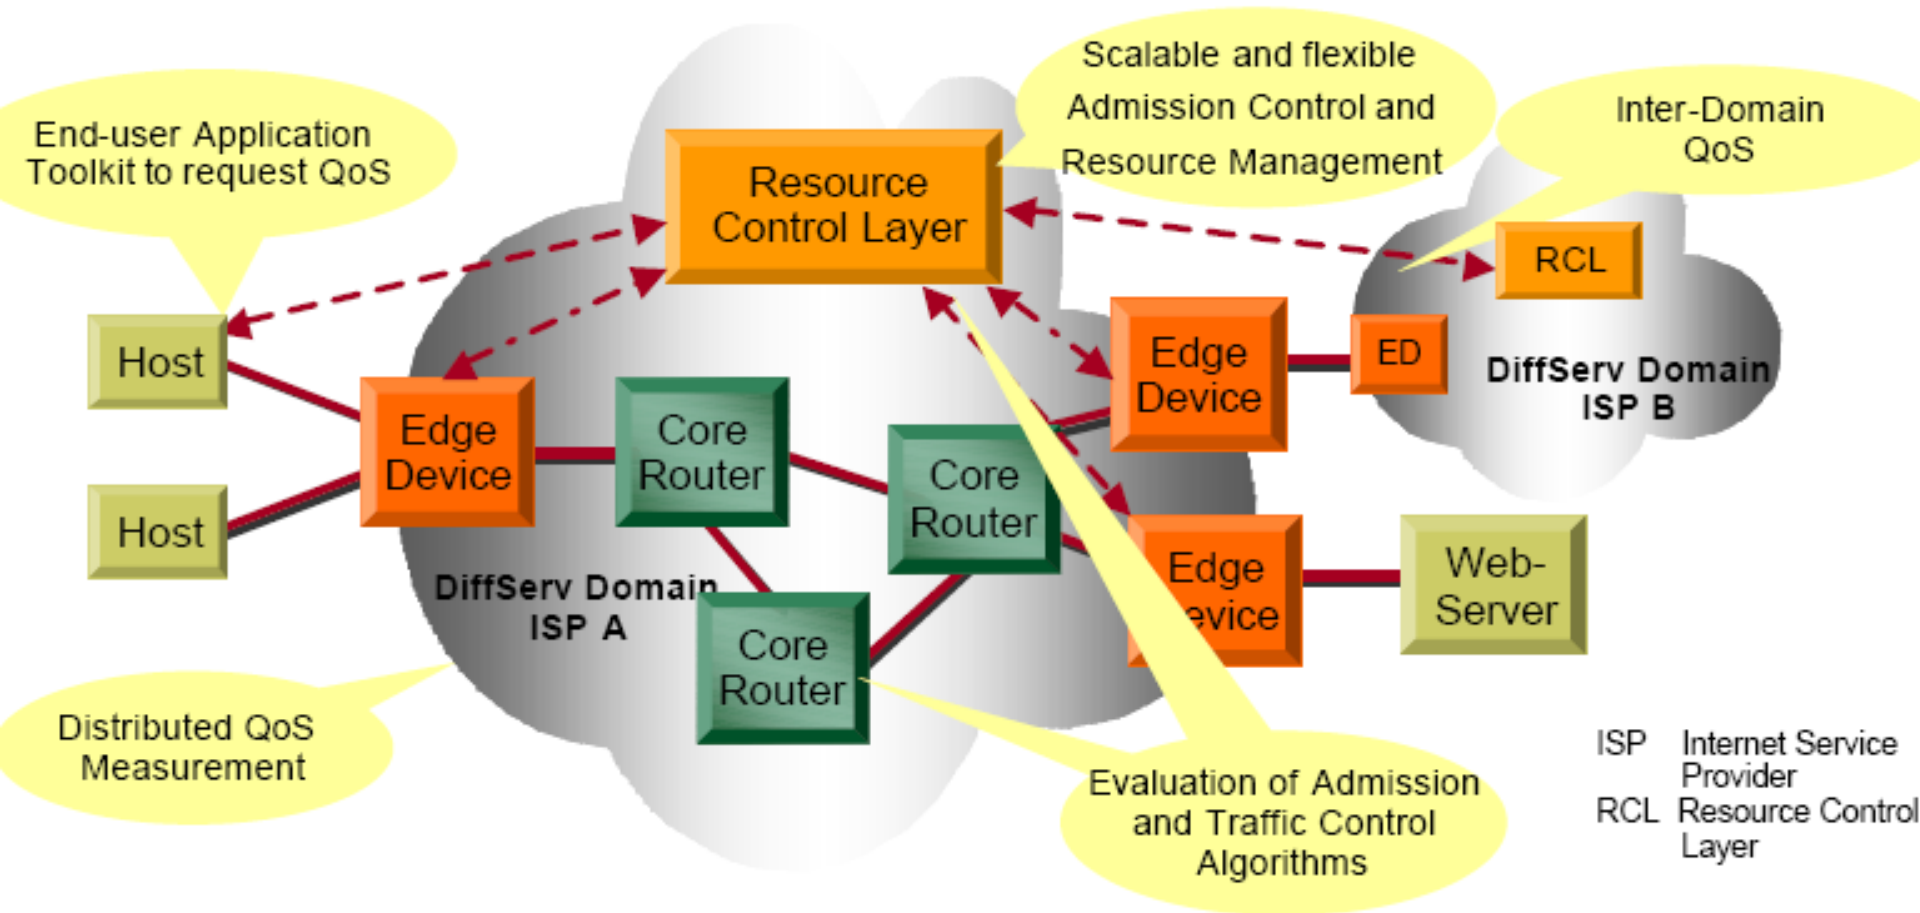 Scalable and flexible
Admission Control and
Resource Management
Inter-Domain
QoS
End-user Application
Toolkit to request QoS
Resource
Control Layer
RCL
Host
Edge
Device
Core
Router
Core
Router
Edge
Device
ED
DiffServ Domain
ISP B
Host
DiffServ Domain
ISP A
Core
Router
Edge
evice
Web-
Server
Distributed QoS
Measurement
Evaluation of Admission
and Traffic Control
Algorithms
ISP Internet Service
Provider
RCL Resource Control
Layer